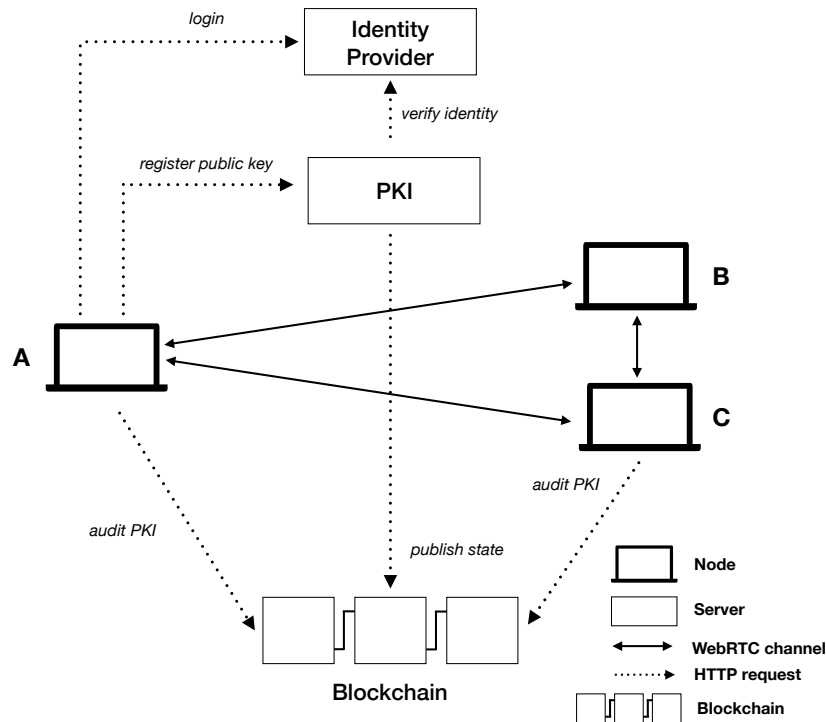 login
Identity
Provider
verify identity
register public key
PKI
B
A
C
audit PKI
audit PKI
publish state
Node
Server
WebRTC channel
HTTP request
Blockchain
Blockchain